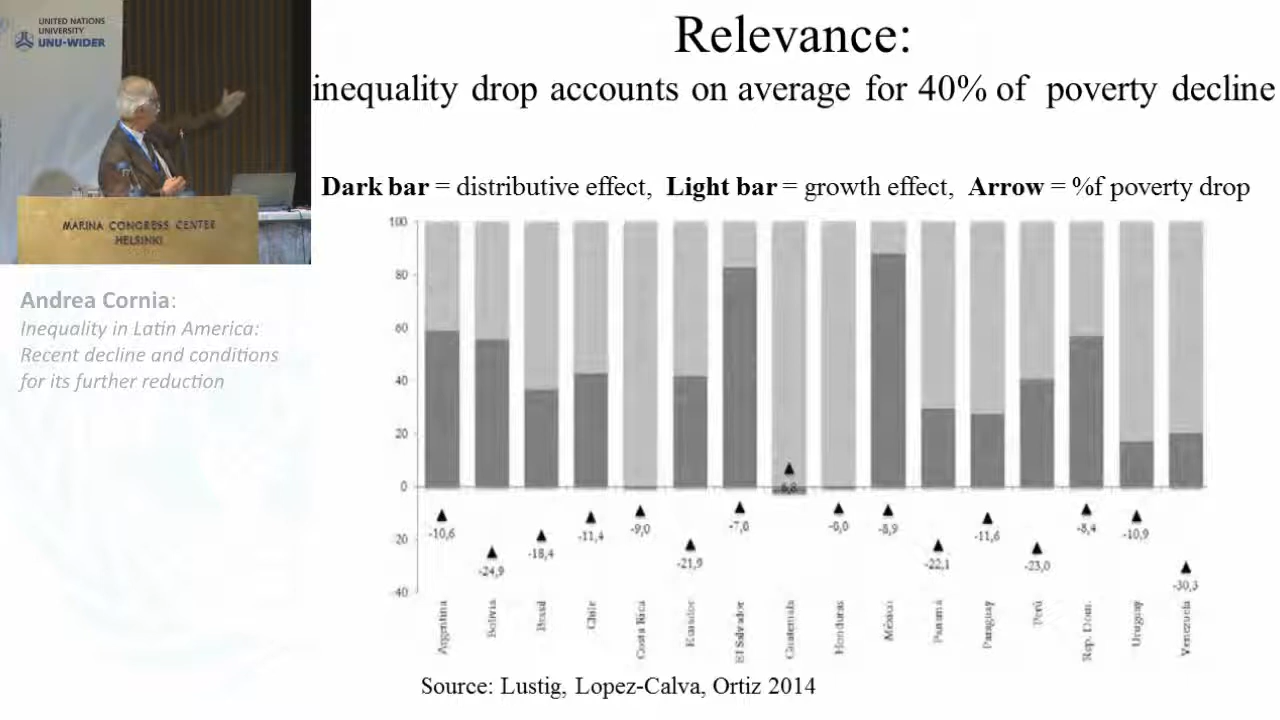 UNITED NATIONS
UNIVERSITY
UNU-WIDER
MARINA CONGRESS CENTER
HELSINKI
Andrea Cornia:
Inequality in Latin America:
Recent decline and conditions
for its further reduction
Relevance:
inequality drop accounts on average for 40% of poverty decline
Dark bar = distributive effect, Light bar = growth effect, Arrow = %f poverty drop
100
80
60
40
20
0
-20
-40
-10,6
-24,9
-18,4
-11,4
-9,0
-21,9
-7,0
-22,1
-11,6
-23,0
-8,4
-10,9
-30,3
Argentina
Bolivia
Brasil
Chile
Costa Rica
Ecuador
El Salvador
Guatemala
Honduras
México
Panamá
Paraguay
Perú
Rep. Dom.
Uruguay
Venezuela
Source: Lustig, Lopez-Calva, Ortiz 2014